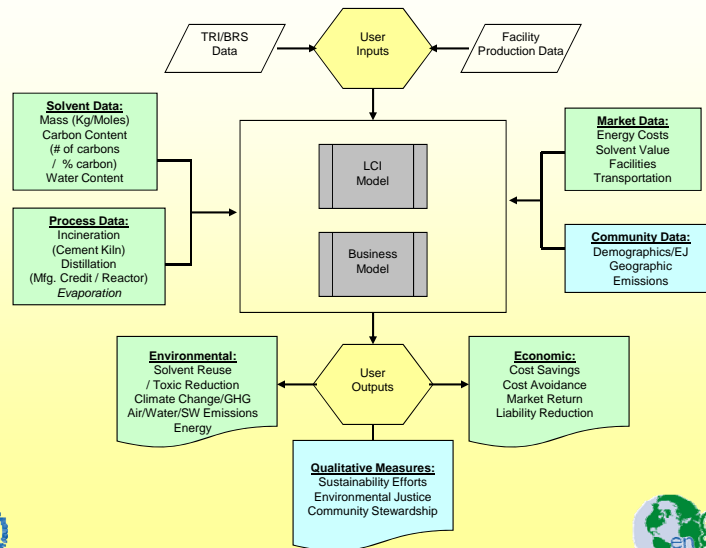 TRI/BRS
Data
User
Inputs
Facility
Production Data
Solvent Data:
Mass (Kg/Moles)
Carbon Content
(# of carbons
/ % carbon)
Water Content
Process Data:
Incineration
(Cement Kiln)
Distillation
(Mfg. Credit / Reactor)
Evaporation
LCI
Model
Business
Model
Market Data:
Energy Costs
Solvent Value
Facilities
Transportation
Community Data:
Demographics/EJ
Geographic
Emissions
Environmental:
Solvent Reuse
/ Toxic Reduction
Climate Change/GHG
Air/Water/SW Emissions
Energy
User
Outputs
Economic:
Cost Savings
Cost Avoidance
Market Return
Liability Reduction
Qualitative Measures:
Sustainability Efforts
Environmental Justice
Community Stewardship
en